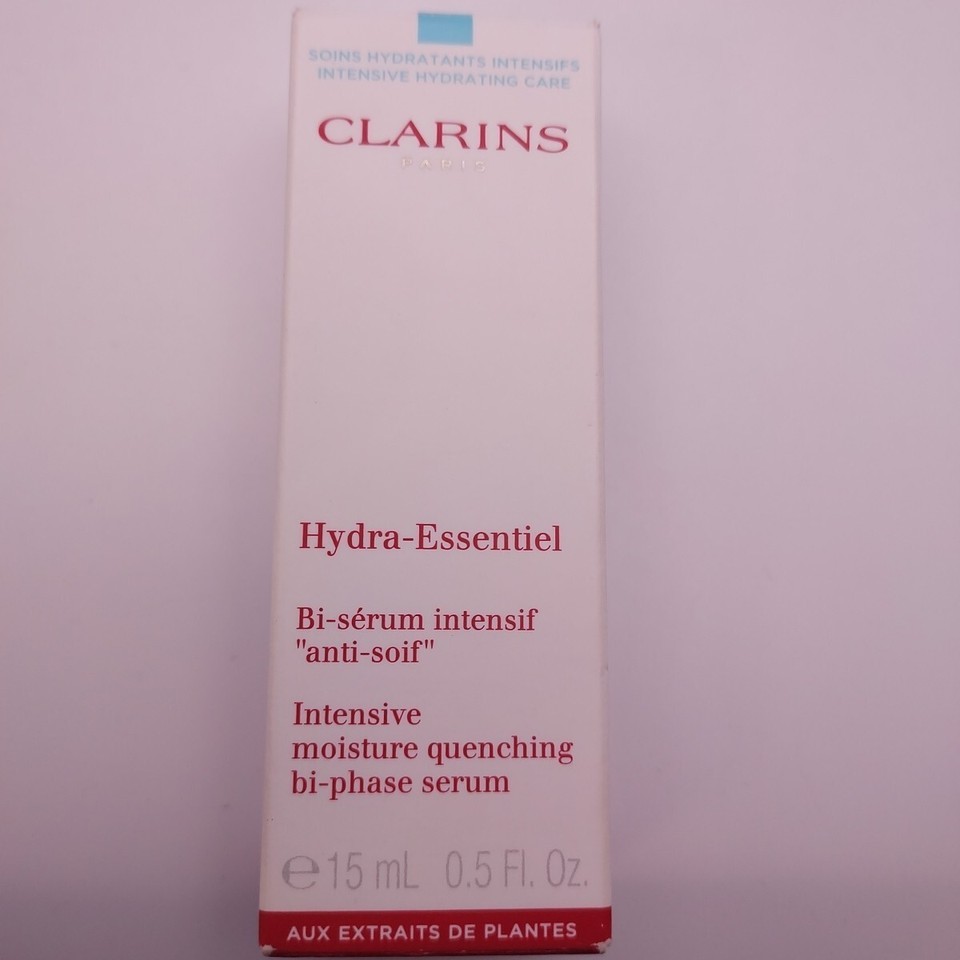 SOINS HYDRATANTS INTENSIFS
INTENSIVE HYDRATING CARE
CLARINS
PARIS
Hydra-Essentiel
Bi-sérum intensif
"anti-soif"
Intensive
moisture quenching
bi-phase serum
℮ 15 mL 0.5 Fl. Oz.
AUX EXTRAITS DE PLANTES